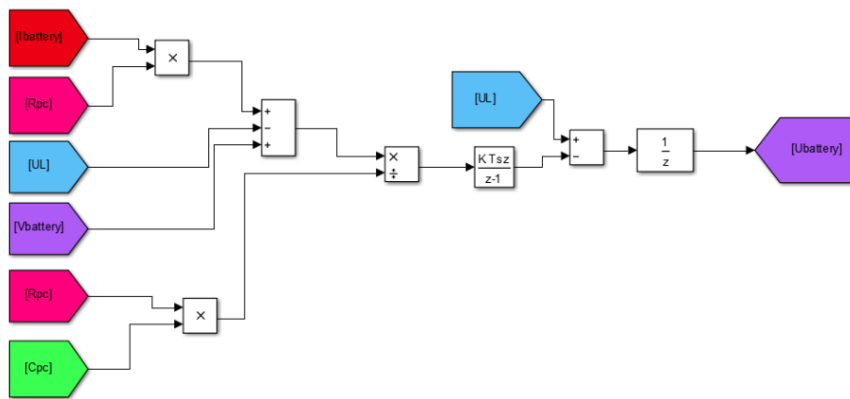 [Ibattery]
×
[Rpc]
+
−
+
[UL]
[Vbattery]
×
÷
K Ts z
z-1
[UL]
+
−
1
z
[Ubattery]
[Rpc]
×
[Cpc]